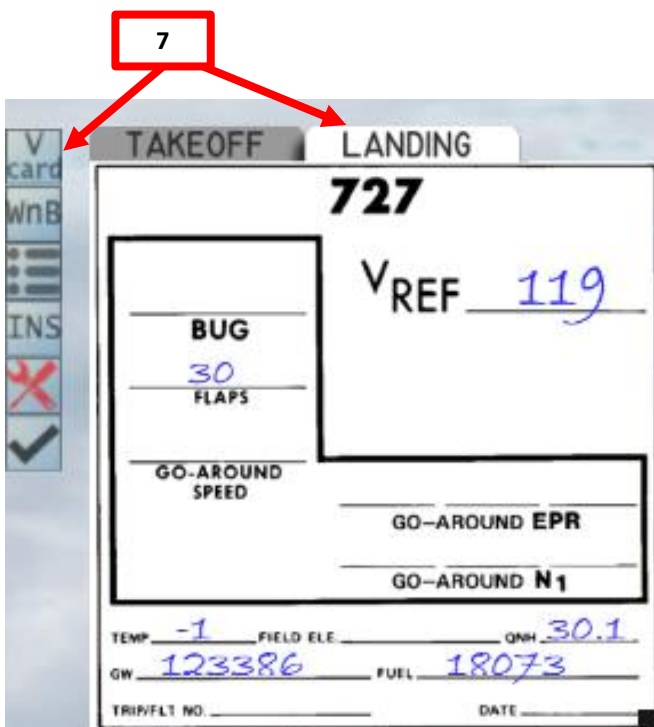 7
V
card
WnB
INS
TAKEOFF
LANDING
727
VREF 119
BUG
30
FLAPS
GO-AROUND
SPEED
GO-AROUND EPR
GO-AROUND N1
TEMP -1 FIELD ELE QNH 30.1
GW 123386 FUEL 18073
TRIP/FLT NO. DATE